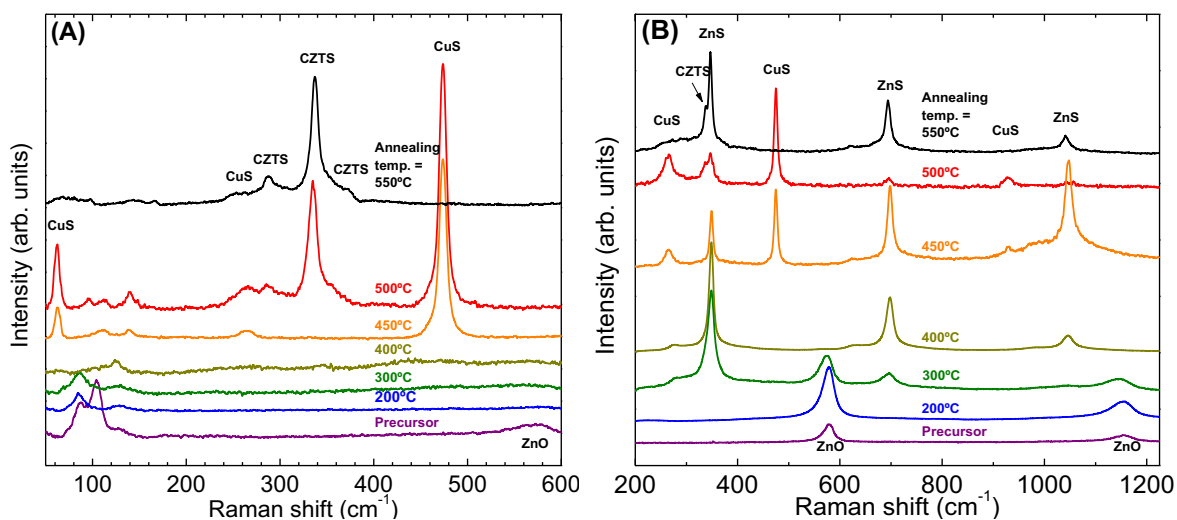 (A)
CZTS
CuS
CZTS
CuS
Annealing
temp. =
550ºC
CZTS
CuS
500ºC
450ºC
400ºC
300ºC
200ºC
Precursor
ZnO
100 200 300 400 500 600
Raman shift (cm-1)
Intensity (arb. units)
(B)
ZnS
CZTS
CuS
CuS
ZnS
Annealing
temp. =
550ºC
CuS
ZnS
500ºC
450ºC
400ºC
300ºC
200ºC
Precursor
ZnO
ZnO
200 400 600 800 1000 1200
Raman shift (cm-1)
Intensity (arb. units)